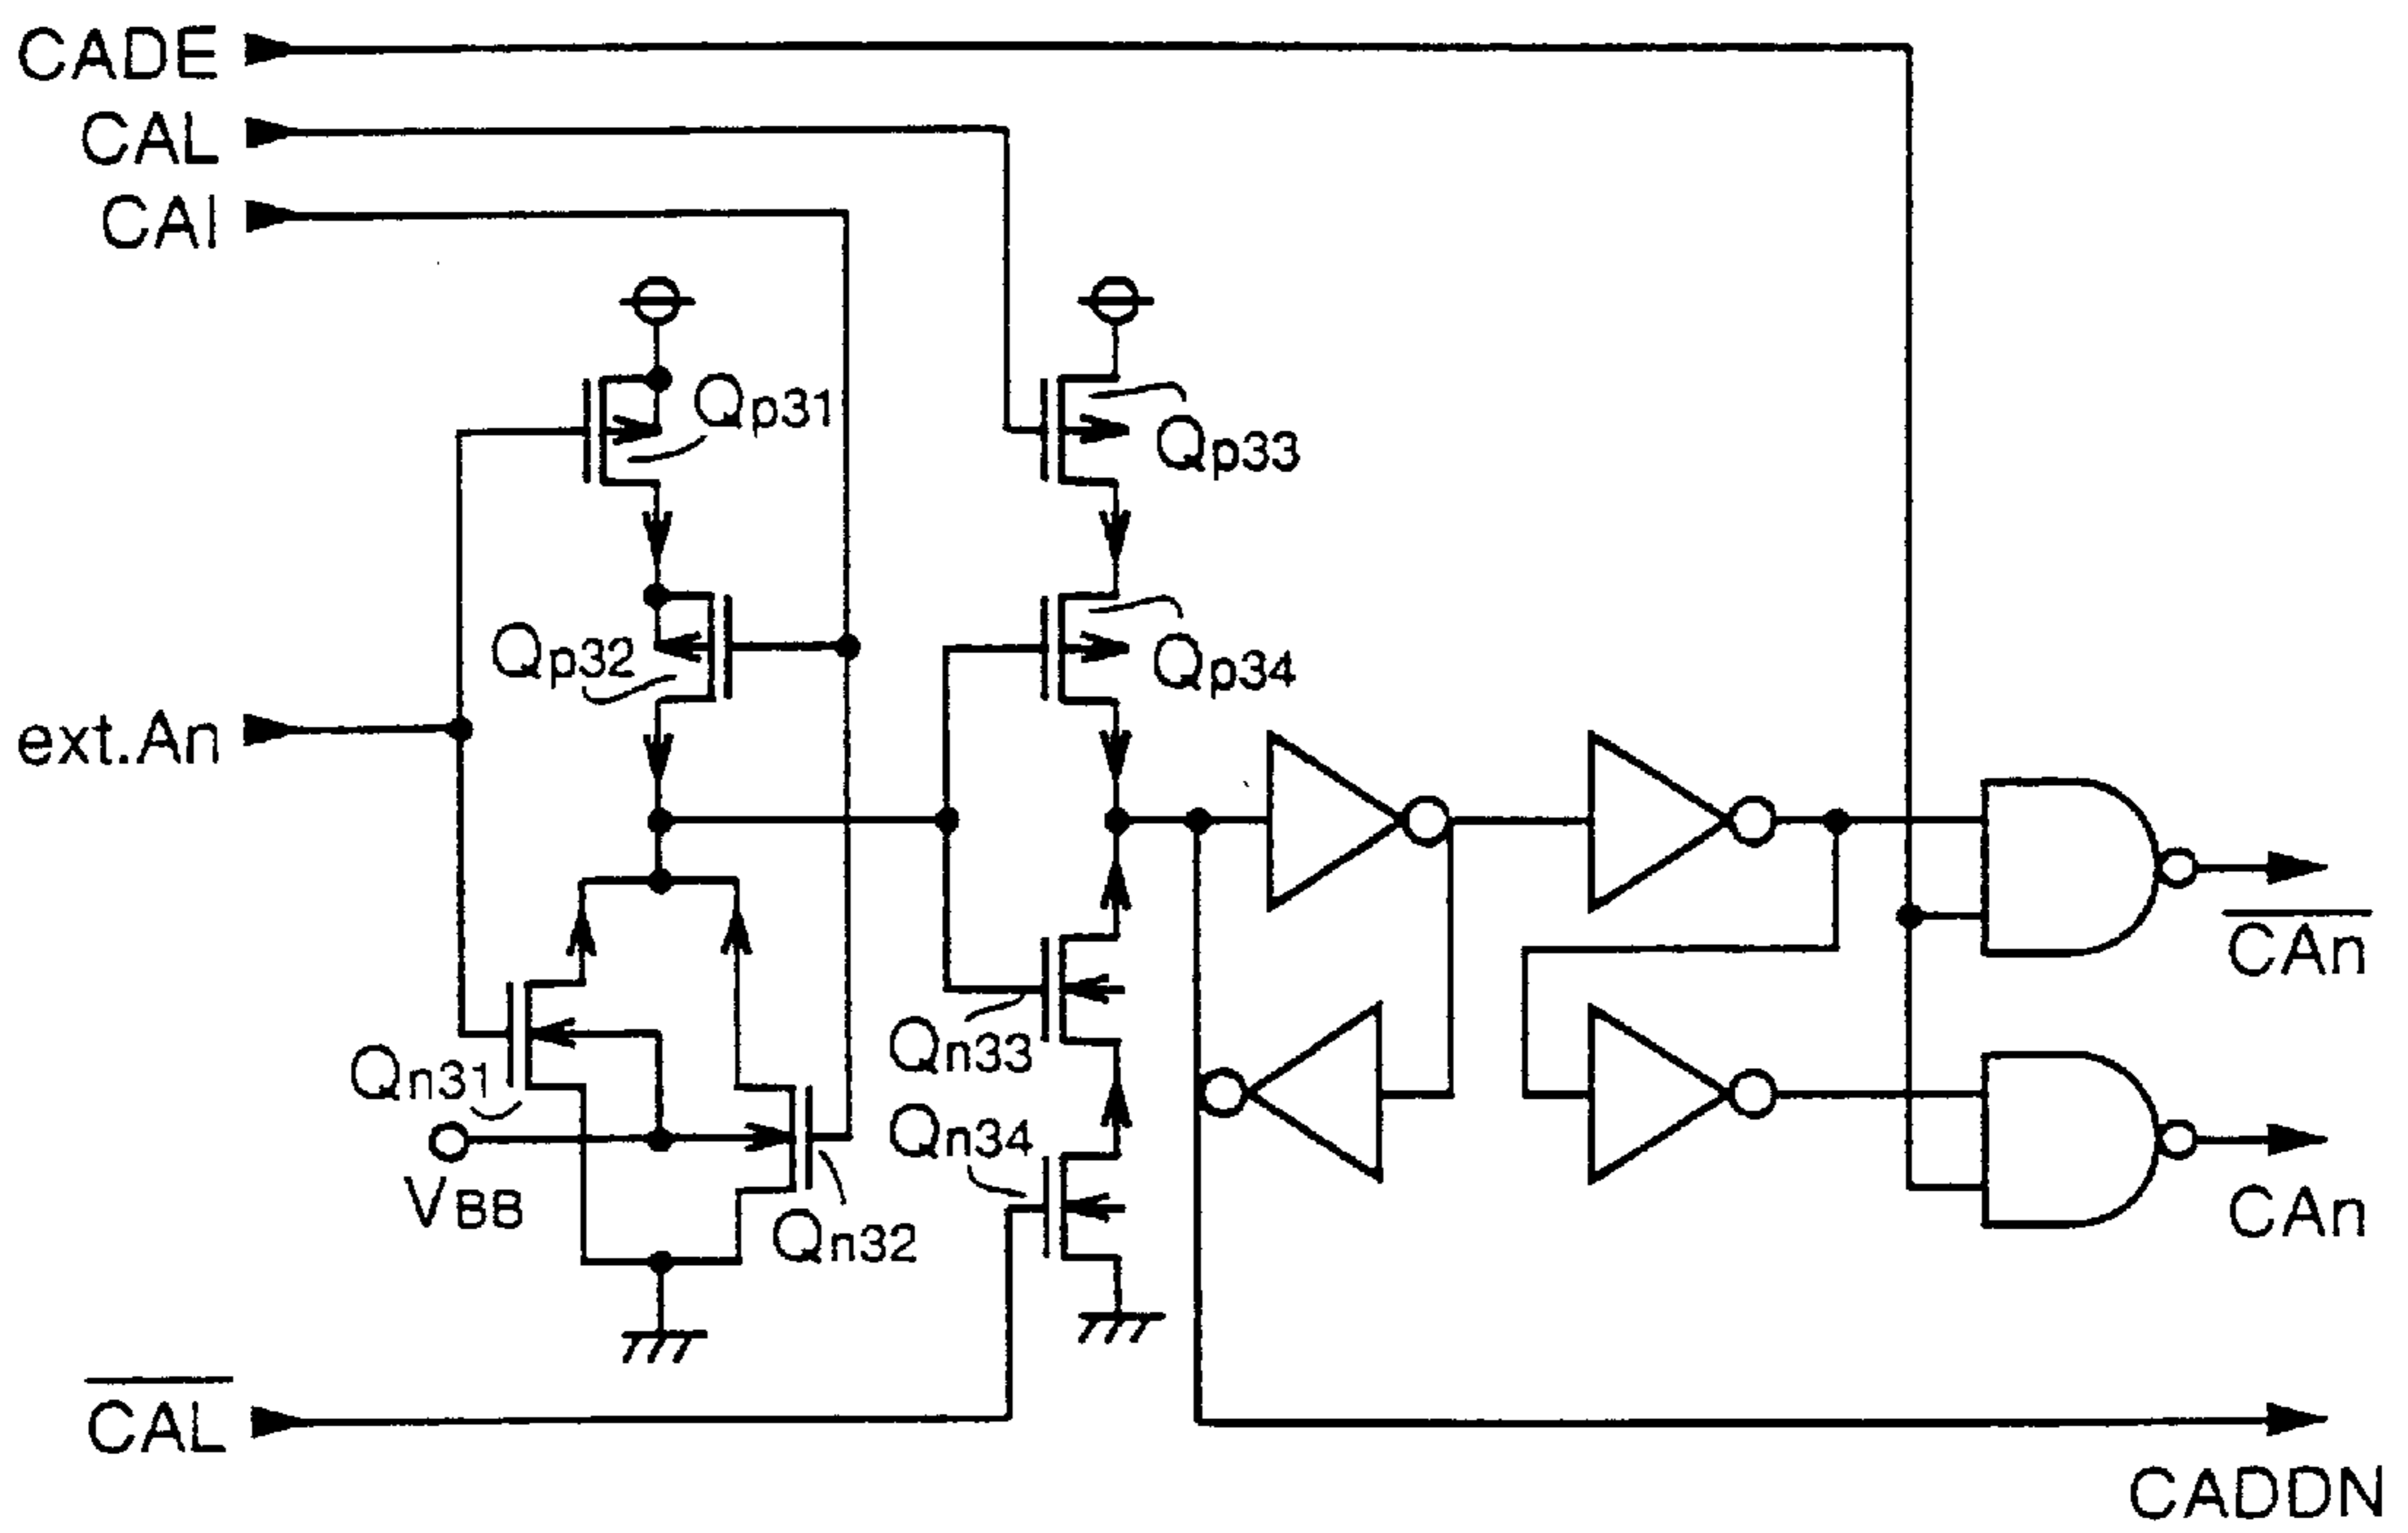 CADE
CAL
CAI
Qp31
Qp33
Qp32
Qp34
ext.An
CAn
Qn33
Qn31
Qn34
VBB
CAn
Qn32
CAL
CADDN